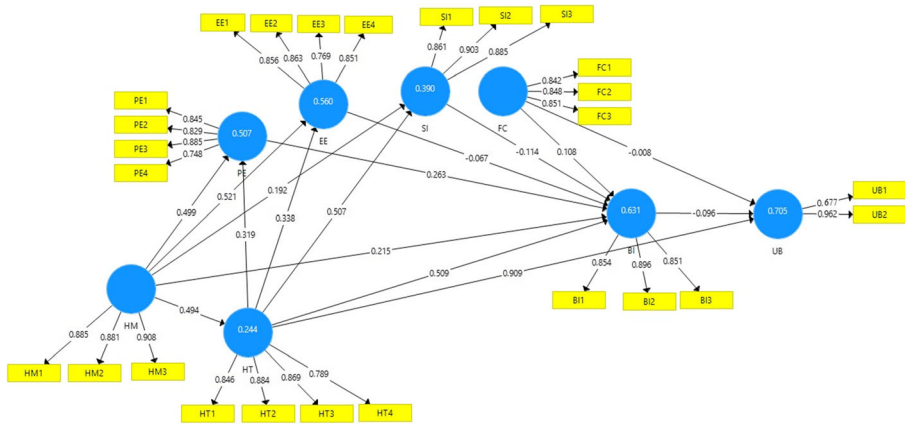 SI1
SI2
SI3
EE1
EE2
EE3
EE4
0.861
0.903
0.885
0.856
0.863
0.769
0.851
FC1
FC2
FC3
0.842
0.848
0.851
0.390
0.560
SI
FC
EE
PE1
PE2
PE3
PE4
0.845
0.829
0.885
0.748
0.507
PE
-0.114
0.108
-0.008
-0.067
0.263
0.192
0.521
0.499
0.338
0.507
0.319
UB1
UB2
0.677
0.962
0.631
-0.096
0.705
BI
UB
0.215
0.509
0.909
0.854
0.896
0.851
BI1
BI2
BI3
0.494
HM
0.244
HT
0.885
0.881
0.908
HM1
HM2
HM3
0.846
0.884
0.869
0.789
HT1
HT2
HT3
HT4